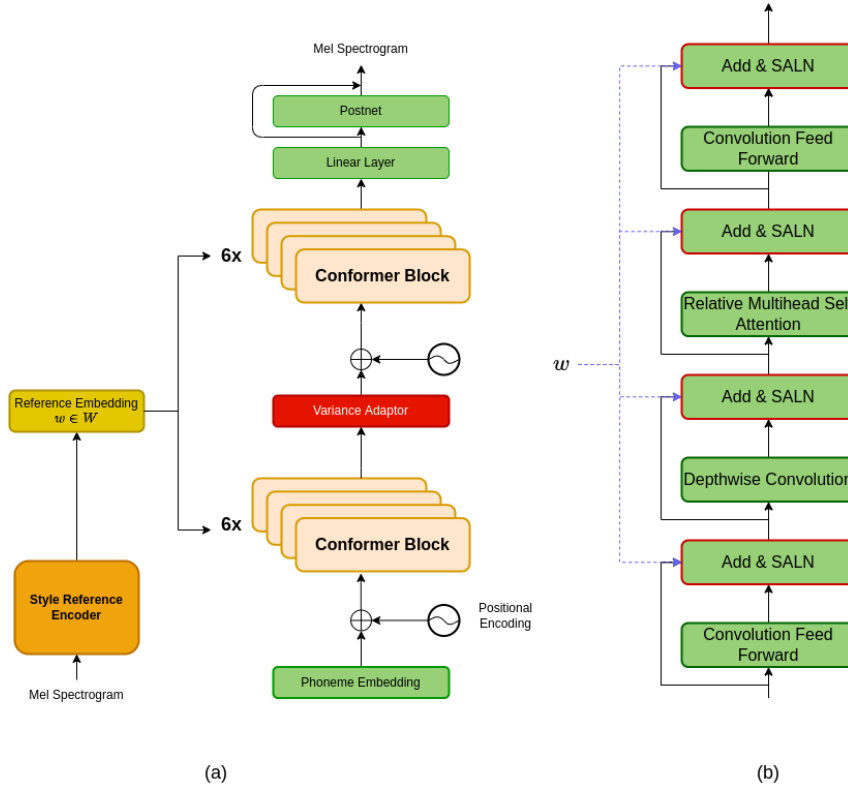 Mel Spectrogram
Postnet
Linear Layer
6x
Conformer Block
Reference Embedding
w ∈ W
Variance Adaptor
6x
Conformer Block
Style Reference
Encoder
Positional
Encoding
Mel Spectrogram
Phoneme Embedding
(a)
Add & SALN
Convolution Feed
Forward
Add & SALN
Relative Multihead Sel
Attention
w
Add & SALN
Depthwise Convolution
Add & SALN
Convolution Feed
Forward
(b)